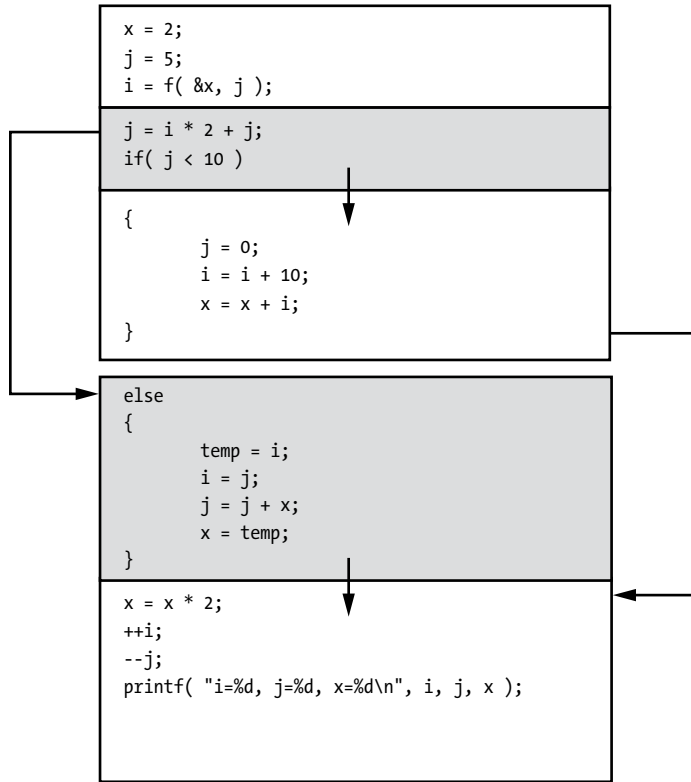 x = 2;
j = 5;
i = f( &x, j );
j = i * 2 + j;
if( j < 10 )
{
j = 0;
i = i + 10;
x = x + i;
}
else
{
temp = i;
i = j;
j = j + x;
x = temp;
}
x = x * 2;
++i;
--j;
printf( "i=%d, j=%d, x=%d\n", i, j, x );